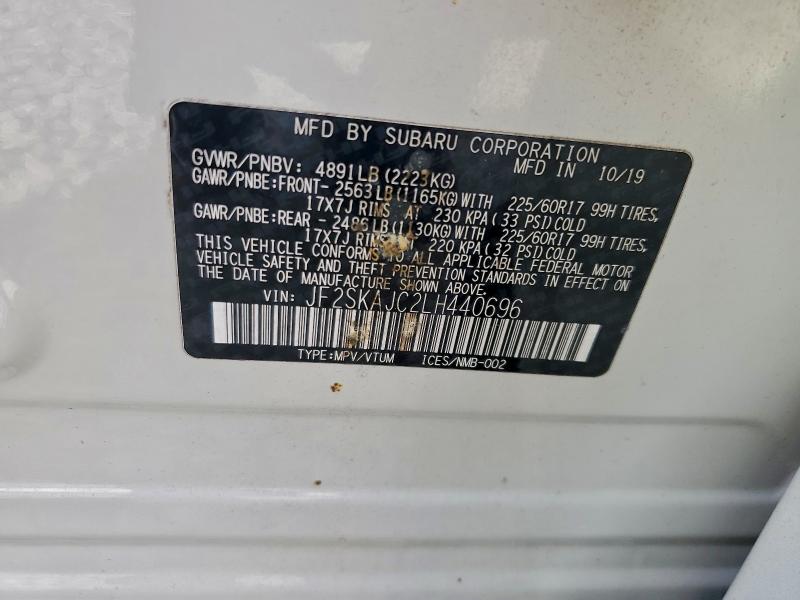 MFD BY SUBARU CORPORATION
MFD IN 10/19
GVWR/PNBV: 4891LB(2223KG)
GAWR/PNBE:FRONT- 2563LB(1165KG)WITH 225/60R17 99H TIRES,
17X7J RIMS AT 230 KPA(33 PSI)COLD
GAWR/PNBE:REAR - 2486LB(1130KG)WITH 225/60R17 99H TIRES,
17X7J RIMS 220 KPA(32 PSI)COLD
THIS VEHICLE CONFORMS TO ALL APPLICABLE FEDERAL MOTOR
VEHICLE SAFETY AND THEFT PREVENTION STANDARDS IN EFFECT ON
THE DATE OF MANUFACTURE SHOWN ABOVE.
VIN: JF2SKAJC2LH440696
TYPE:MPV/VTUM ICES/NMB-002